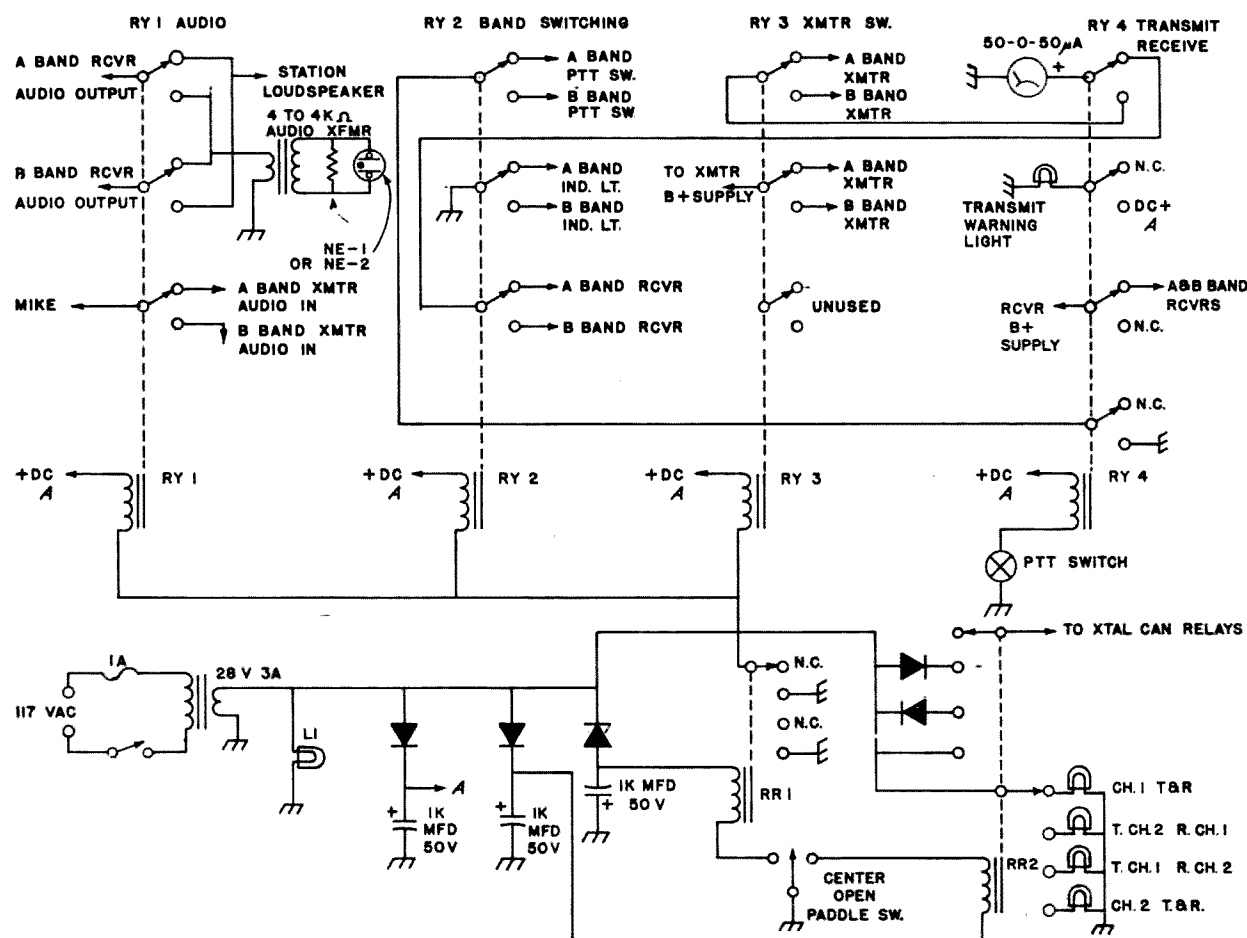 RY 1 AUDIO
RY 2 BAND SWITCHING
RY 3 XMTR SW.
RY 4 TRANSMIT
RECEIVE
50-0-50µA
+
A BAND RCVR
AUDIO OUTPUT
STATION
LOUDSPEAKER
4 TO 4K Ω
AUDIO XFMR
B BAND RCVR
AUDIO OUTPUT
NE-1
OR NE-2
MIKE
A BAND XMTR
AUDIO IN
B BAND XMTR
AUDIO IN
A BAND
PTT SW.
B BAND
PTT SW
A BAND
IND. LT.
B BAND
IND. LT.
A BAND RCVR
B BAND RCVR
A BAND
XMTR
B BAND
XMTR
TO XMTR
B+ SUPPLY
A BAND
XMTR
B BAND
XMTR
UNUSED
N.C.
DC+
A
TRANSMIT
WARNING
LIGHT
A&B BAND
RCVRS
RCVR
B+
SUPPLY
N.C.
N.C.
+DC
A
RY 1
+DC
A
RY 2
+DC
A
RY 3
+DC
A
RY 4
PTT SWITCH
TO XTAL CAN RELAYS
1A
28 V 3A
117 VAC
L1
N.C.
N.C.
A
+
1K
MFD
50V
+
1K
MFD
50V
1K MFD
50 V
+
RR1
CENTER
OPEN
PADDLE SW.
RR2
CH. 1 T&R
T. CH. 2 R. CH. 1
T. CH. 1 R. CH. 2
CH. 2 T.&R.